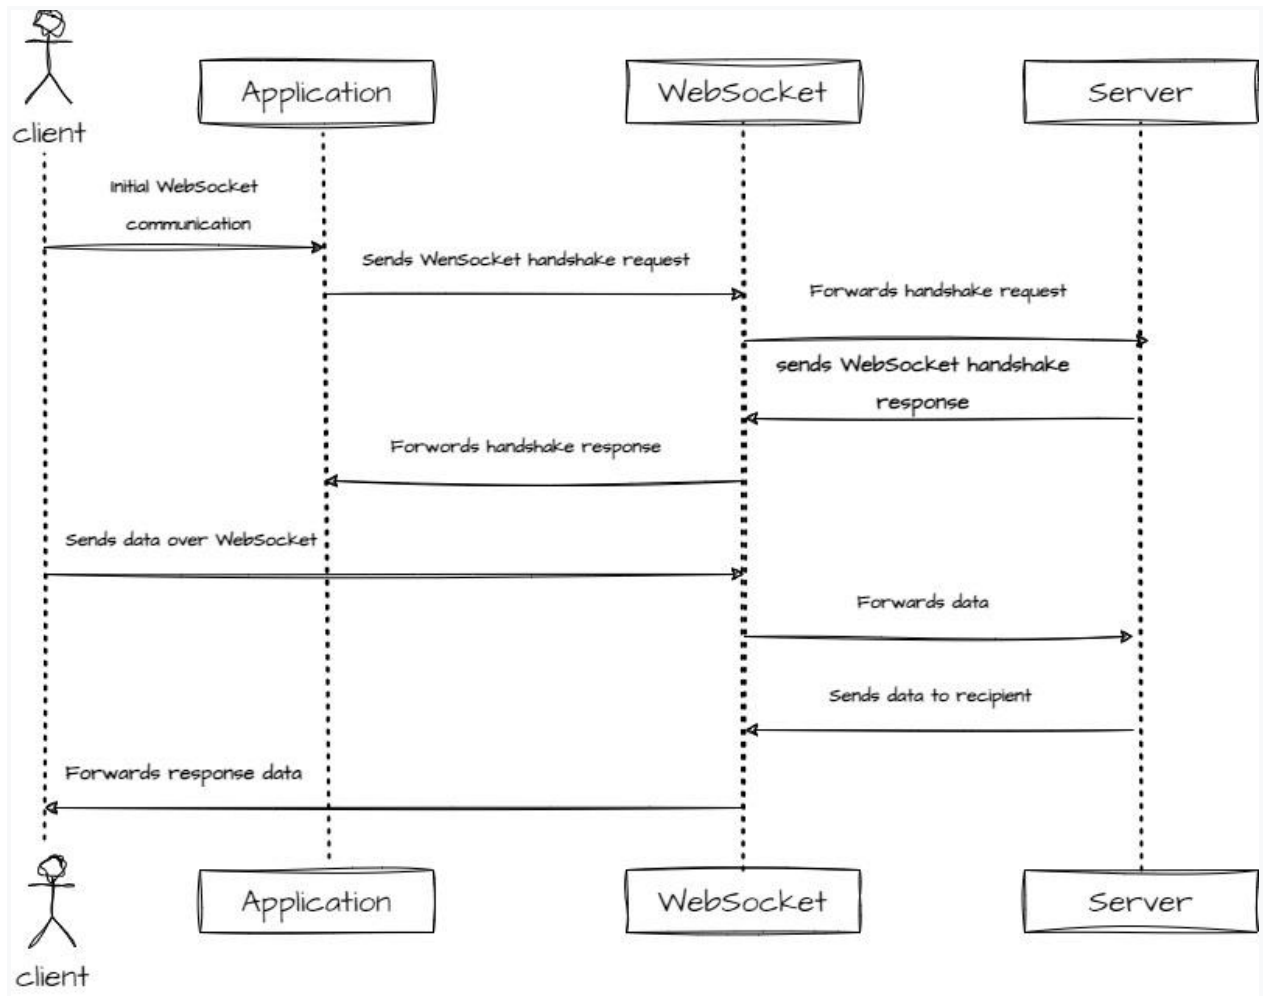 client
Application
WebSocket
Server
Initial WebSocket
communication
Sends WenSocket handshake request
Forwards handshake request
sends WebSocket handshake
response
Forwords handshake response
Sends data over WebSocket
Forwards data
Sends data to recipient
Forwards response data
Application
WebSocket
Server
client